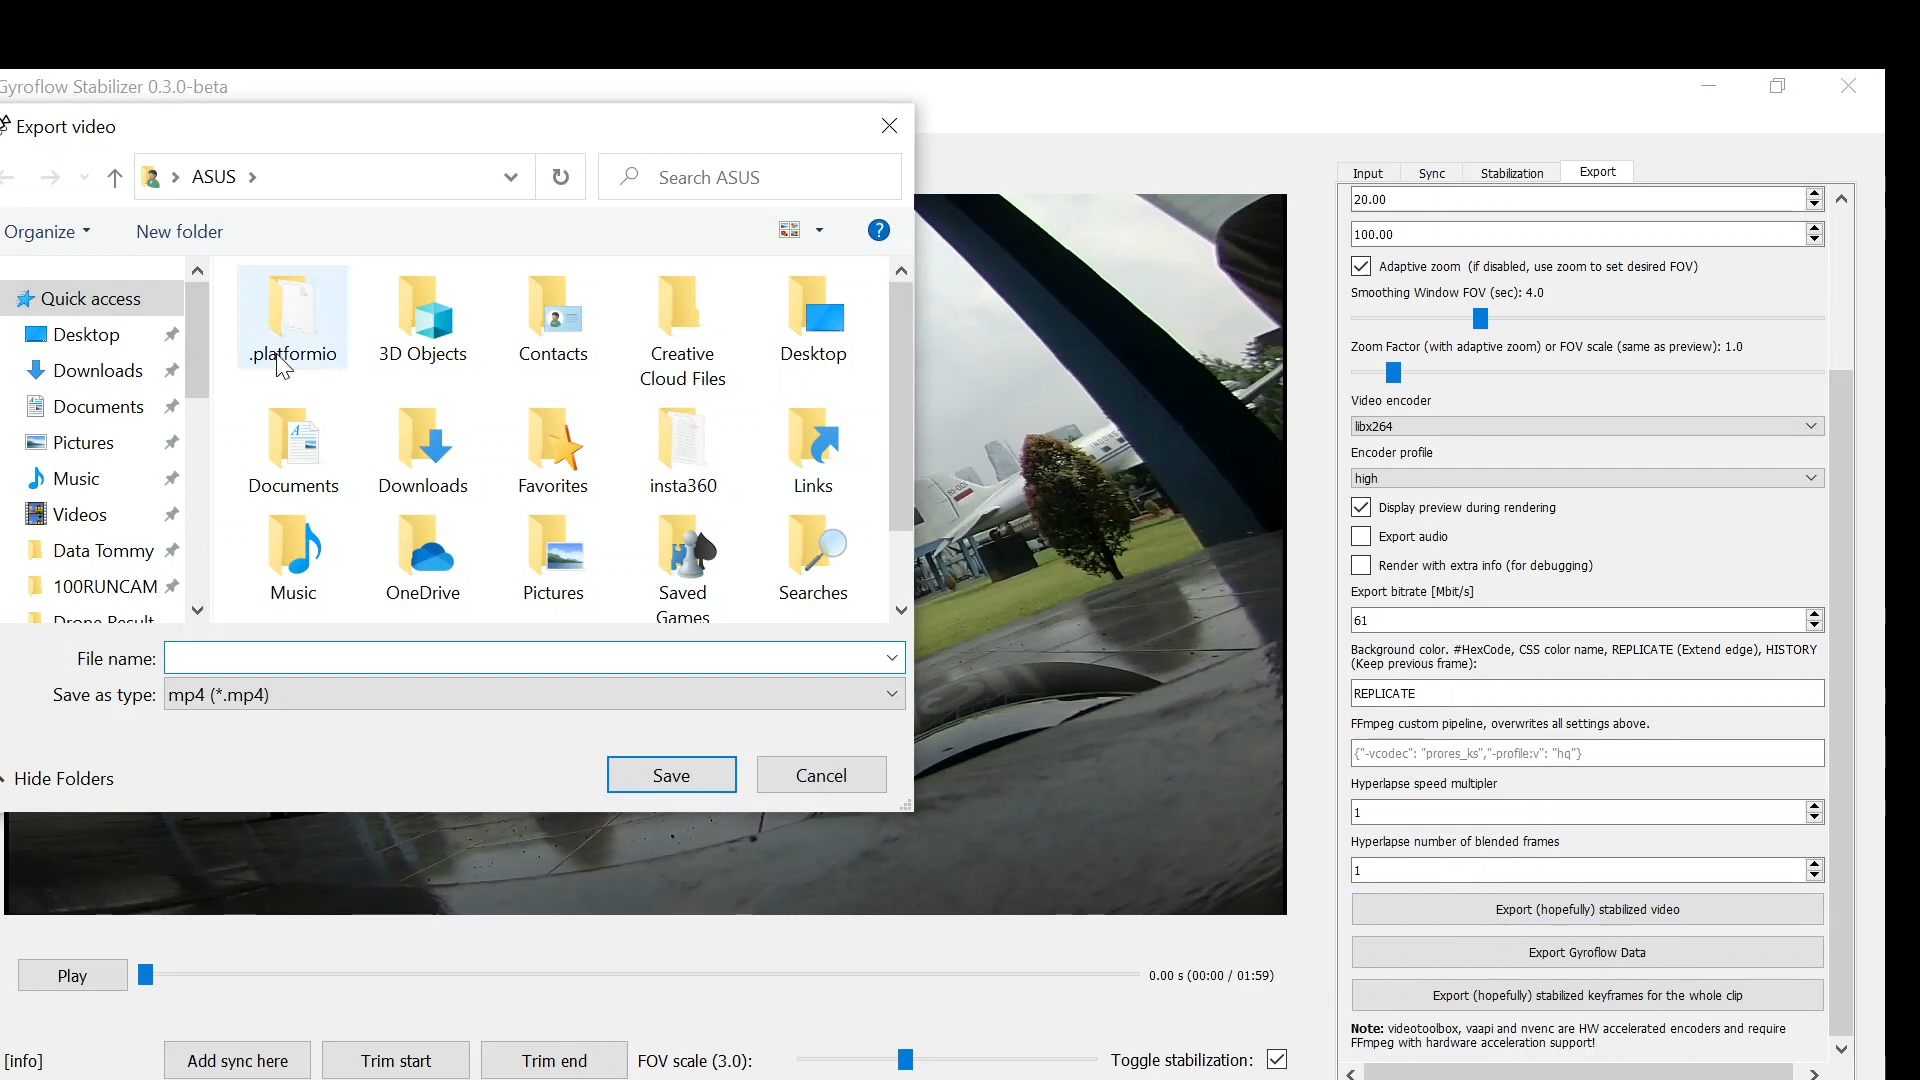 Gyroflow Stabilizer 0.3.0-beta
Export video
ASUS
Search ASUS
Organize
New folder
Quick access
Desktop
Downloads
Documents
Pictures
Music
Videos
Data Tommy
100RUNCAM
Drone Result
.platformio
3D Objects
Contacts
Creative
Cloud Files
Desktop
Documents
Downloads
Favorites
insta360
Links
Music
OneDrive
Pictures
Saved
Games
Searches
File name:
Save as type:
mp4 (*.mp4)
Hide Folders
Save
Cancel
Input
Sync
Stabilization
Export
20.00
100.00
Adaptive zoom (if disabled, use zoom to set desired FOV)
Smoothing Window FOV (sec): 4.0
Zoom Factor (with adaptive zoom) or FOV scale (same as preview): 1.0
Video encoder
libx264
Encoder profile
high
Display preview during rendering
Export audio
Render with extra info (for debugging)
Export bitrate [Mbit/s]
61
Background color. #HexCode, CSS color name, REPLICATE (Extend edge), HISTORY
(Keep previous frame):
REPLICATE
FFmpeg custom pipeline, overwrites all settings above.
{"-vcodec": "prores_ks","-profile:v": "hq"}
Hyperlapse speed multipler
1
Hyperlapse number of blended frames
1
Export (hopefully) stabilized video
Export Gyroflow Data
Export (hopefully) stabilized keyframes for the whole clip
Note: videotoolbox, vaapi and nvenc are HW accelerated encoders and require
FFmpeg with hardware acceleration support!
Play
0.00 s (00:00 / 01:59)
[info]
Add sync here
Trim start
Trim end
FOV scale (3.0):
Toggle stabilization: